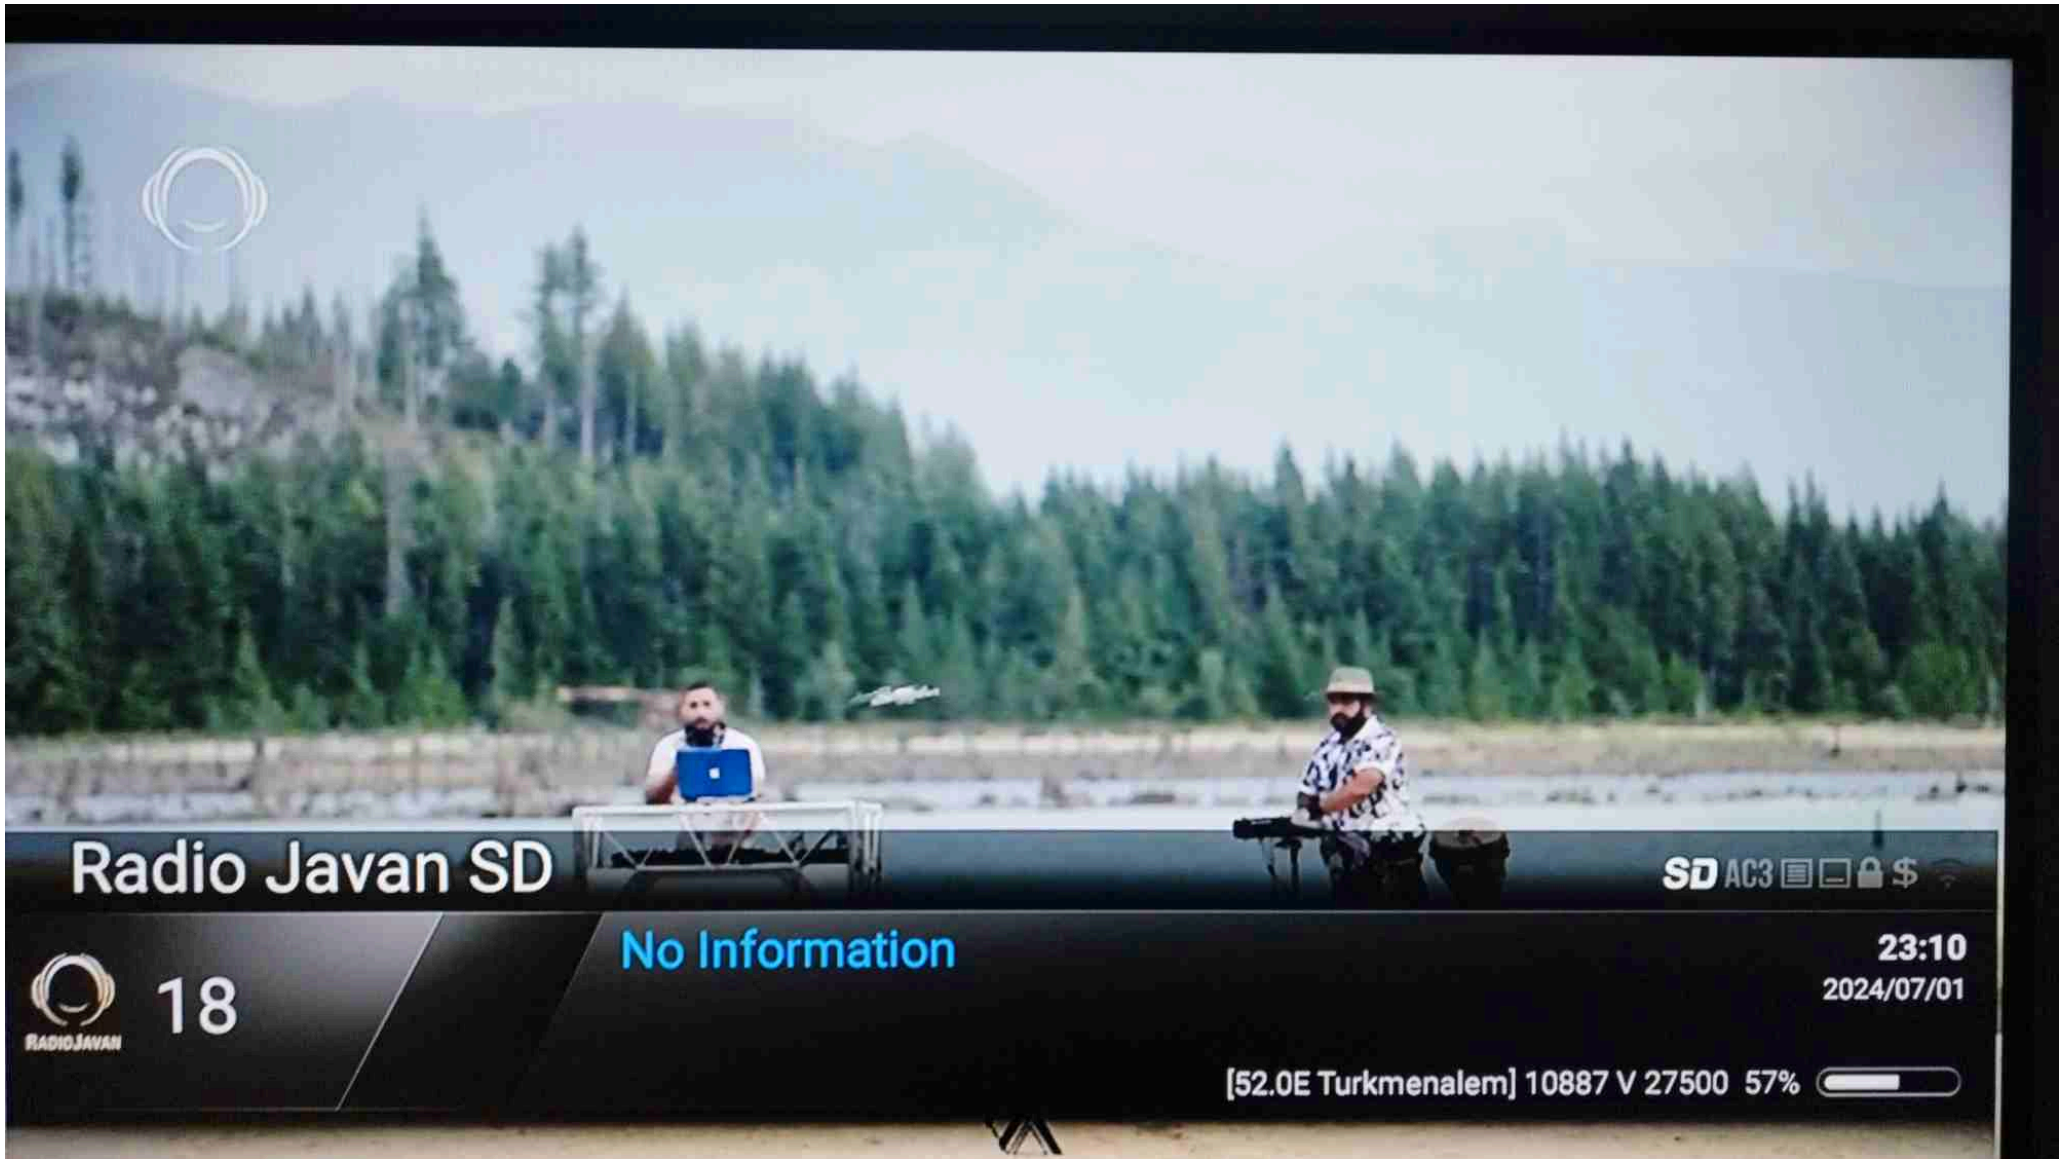 Radio Javan SD
SD AC3 $
No Information
23:10
2024/07/01
18
RADIOJAVAN
[52.0E Turkmenalem] 10887 V 27500 57%